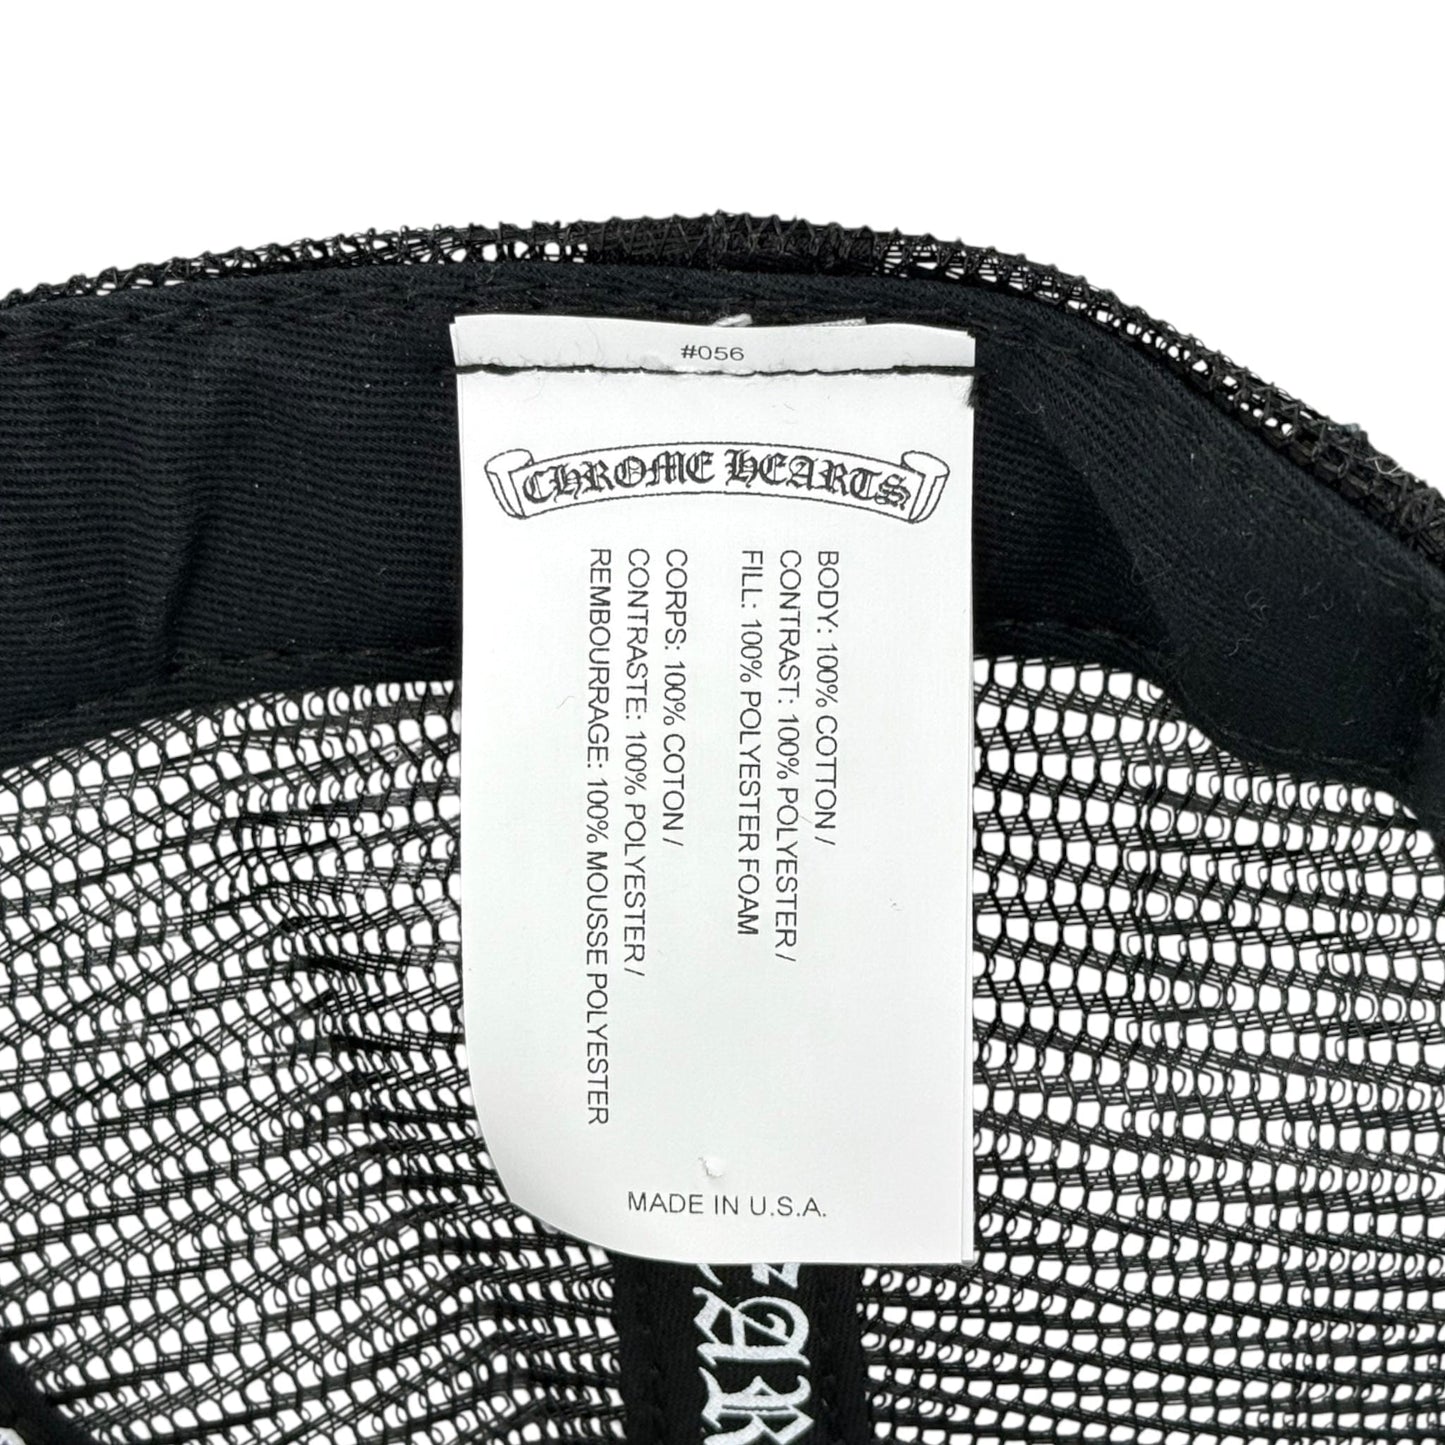 #056
CHROME HEARTS
BODY: 100% COTTON /
CONTRAST: 100% POLYESTER /
FILL: 100% POLYESTER FOAM
CORPS: 100% COTON /
CONTRASTE: 100% POLYESTER /
REMBOURRAGE: 100% MOUSSE POLYESTER
MADE IN U.S.A.